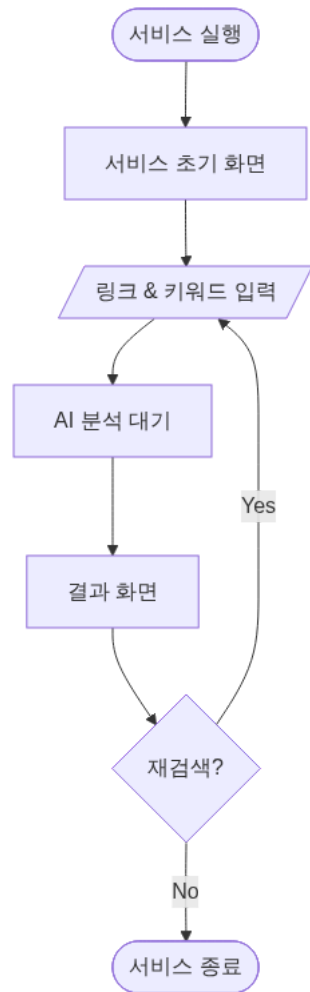 서비스 실행
서비스 초기 화면
링크 & 키워드 입력
AI 분석 대기
Yes
결과 화면
재검색?
No
서비스 종료